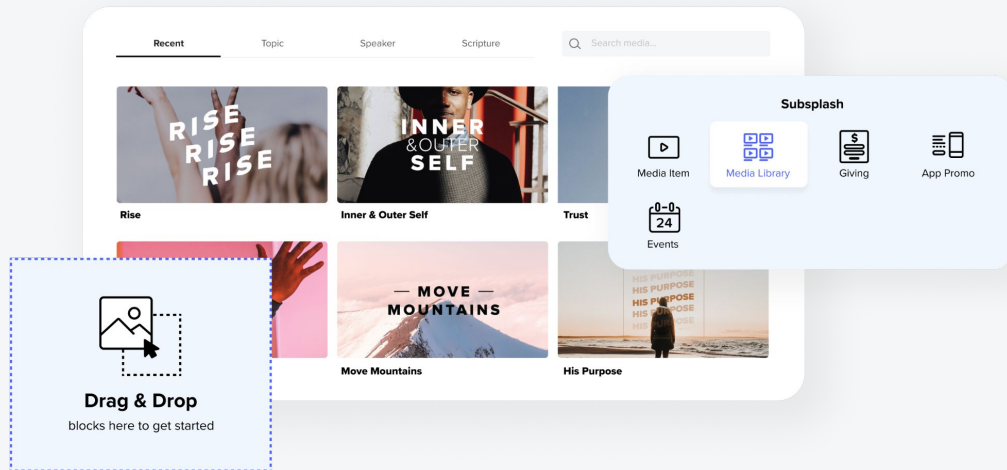 Recent
Topic
Speaker
Scripture
Search media...
RISE
RISE
RISE
Rise
INNER
&OUTER
SELF
Inner & Outer Self
Trust
Subsplash
Media Item
Media Library
$
Giving
App Promo
24
Events
— MOVE —
MOUNTAINS
Move Mountains
HIS PURPOSE
HIS PURPOSE
HIS PURPOSE
HIS PURPOSE
HIS PURPOSE
His Purpose
Drag & Drop
blocks here to get started